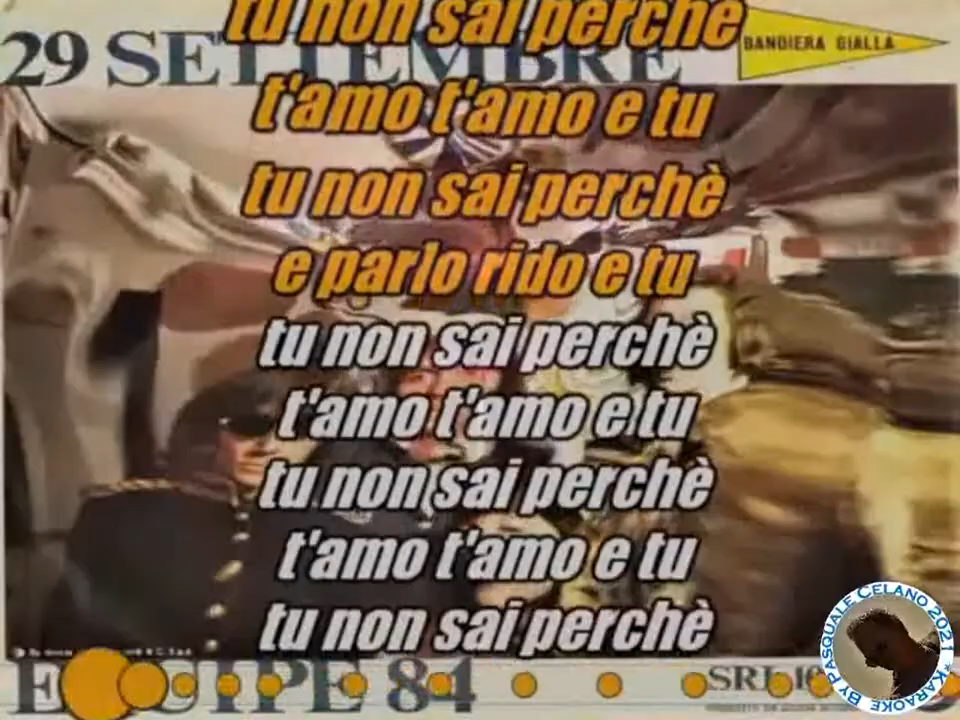 tu non sai perchè
29 SETTEMBRE
BANDIERA GIALLA
t'amo t'amo e tu
tu non sai perchè
e parlo rido e tu
tu non sai perchè
t'amo t'amo e tu
tu non sai perchè
t'amo t'amo e tu
tu non sai perchè
EQUIPE 84
SRL
*KARAOKE BY PASQUALE CELANO 2021